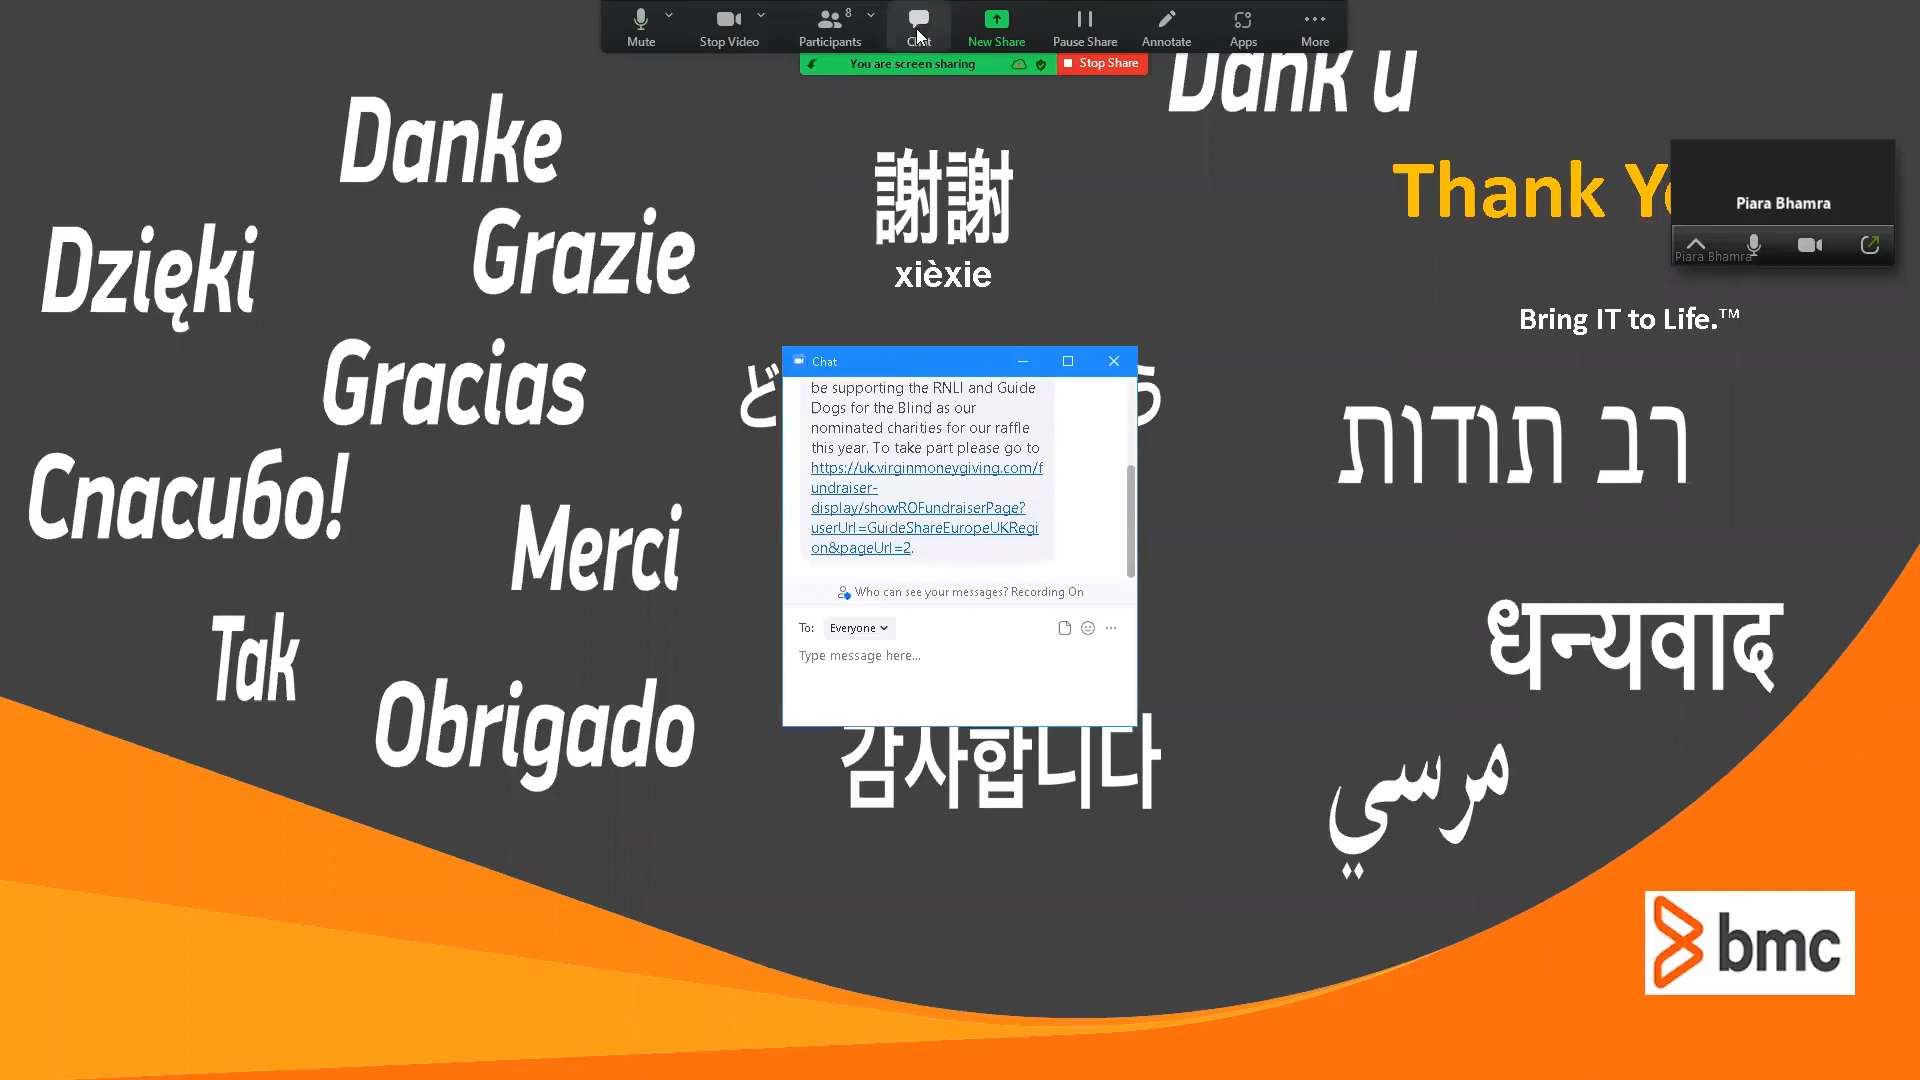 Mute
Stop Video
Participants
8
New Share
Pause Share
Annotate
Apps
More
You are screen sharing
Stop Share
Dank u
Danke
謝謝
Thank
Piara Bhamra
Piara Bhamra
Grazie
Dzięki
xièxie
Bring IT to Life.™
Gracias
Chat
be supporting the RNLI and Guide
Dogs for the Blind as our
nominated charities for our raffle
this year. To take part please go to
https://uk.virginmoneygiving.com/f
undraiser-
display/showROFundraiserPage?
userUrl=GuideShareEuropeUKRegi
on&pageUrl=2.
Who can see your messages? Recording On
To: Everyone
Type message here...
רב תודות
Спасибо!
Merci
Tak
धन्यवाद
Obrigado
감사합니다
مرسي
bmc